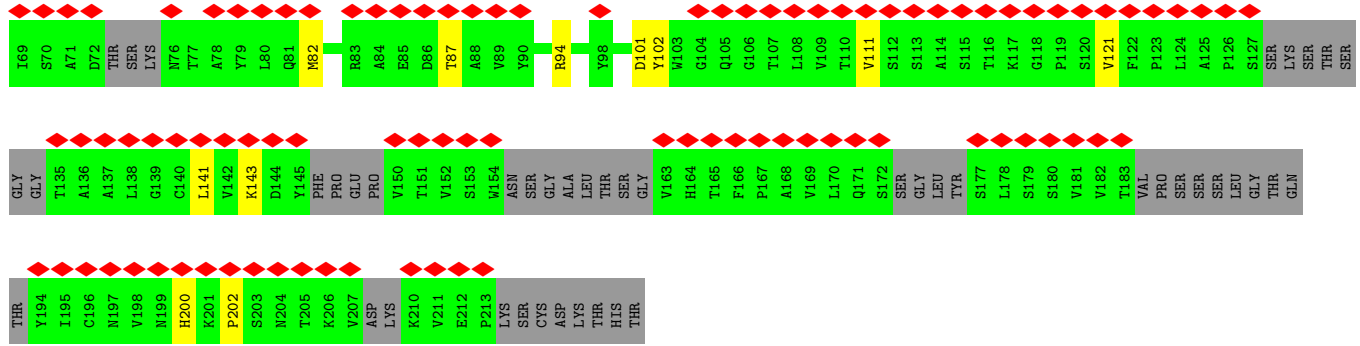 I69 S70 A71 D72 THR SER LYS N76 T77 A78 Y79 L80 Q81 M82 R83 A84 E85 D86 T87 A88 V89 Y90 R94 Y98 D101 Y102 W103 G104 Q105 G106 T107 L108 V109 T110 V111 S112 S113 A114 S115 T116 K117 G118 P119 S120 V121 F122 P123 L124 A125 P126 S127 SER LYS SER THR SER
GLY GLY T135 A136 A137 L138 G139 C140 L141 V142 K143 D144 Y145 PHE PRO GLU PRO V150 T151 V152 S153 W154 ASN SER GLY ALA LEU THR SER GLY V163 H164 T165 F166 P167 A168 V169 L170 Q171 S172 SER GLY LEU TYR S177 L178 S179 S180 V181 V182 T183 VAL PRO SER SER SER LEU GLY THR GLN
THR Y194 I195 C196 N197 V198 N199 H200 K201 P202 S203 N204 T205 K206 V207 ASP LYS K210 V211 E212 P213 LYS SER CYS ASP LYS THR HIS THR